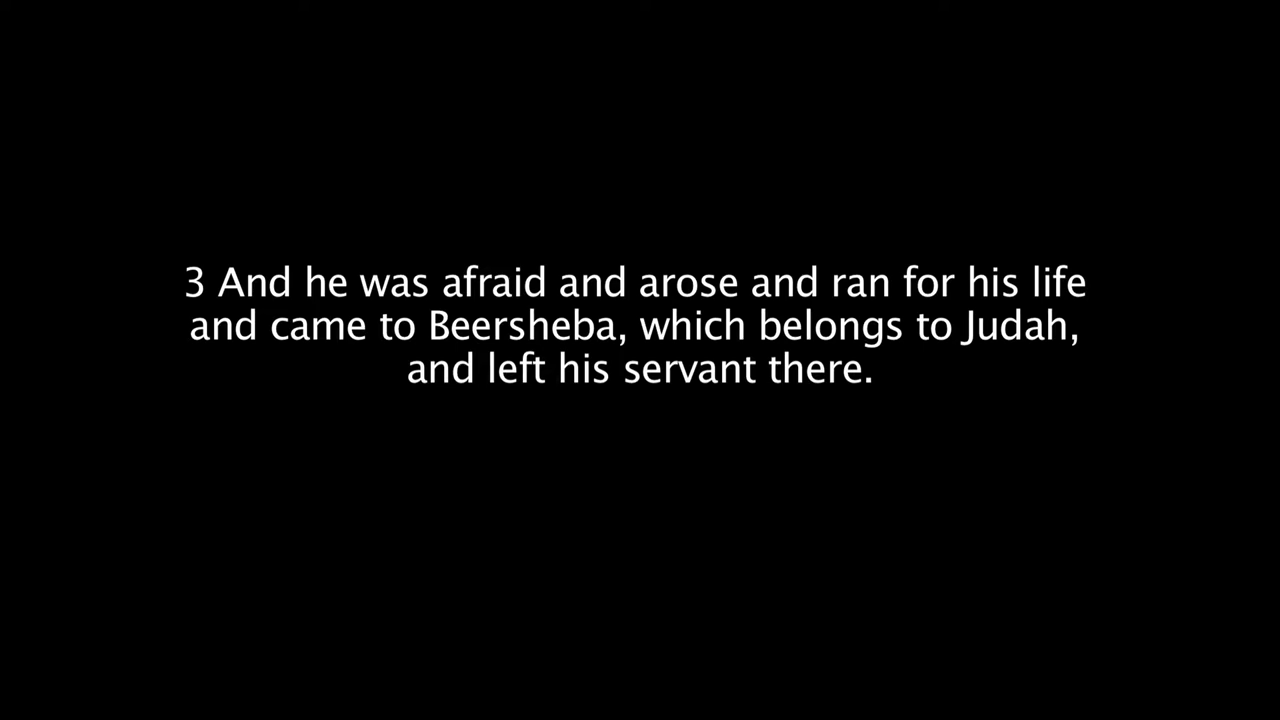 3 And he was afraid and arose and ran for his life
and came to Beersheba, which belongs to Judah,
and left his servant there.